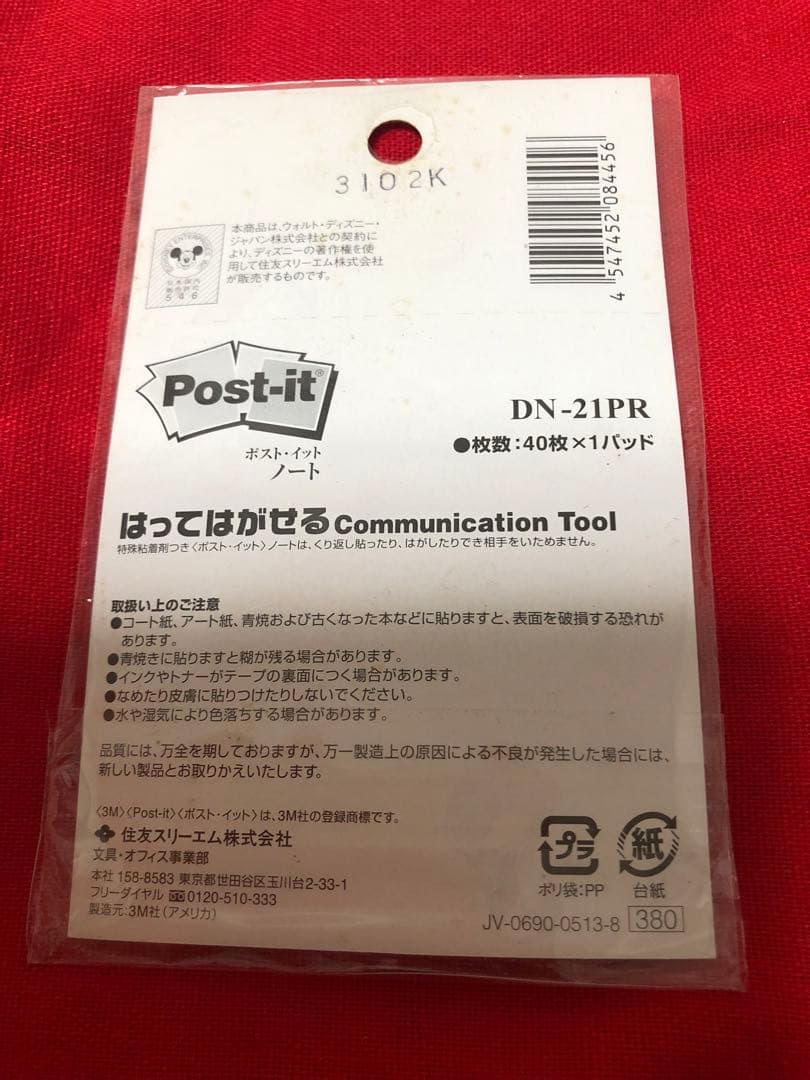 3102K
4 547452 084456
本商品は、ウォルト・ディズニー・
ジャパン株式会社との契約に
より、ディズニーの著作権を使
用して住友スリーエム株式会社
が販売するものです。
546
Post-it®
ポスト・イット
ノート
DN-21PR
●枚数:40枚×1パッド
はってはがせるCommunication Tool
特殊粘着剤つき〈ポスト・イット〉ノートは、くり返し貼ったり、はがしたりでき相手をいためません。
取扱い上のご注意
●コート紙、アート紙、青焼および古くなった本などに貼りますと、表面を破損する恐れが
あります。
●青焼きに貼りますと糊が残る場合があります。
●インクやトナーがテープの裏面につく場合があります。
●なめたり皮膚に貼りつけたりしないでください。
●水や湿気により色落ちする場合があります。
品質には、万全を期しておりますが、万一製造上の原因による不良が発生した場合には、
新しい製品とお取りかえいたします。
〈3M〉〈Post-it〉〈ポスト・イット〉は、3M社の登録商標です。
住友スリーエム株式会社
文具・オフィス事業部
本社 158-8583 東京都世田谷区玉川台2-33-1
フリーダイヤル 0120-510-333
製造元:3M社(アメリカ)
プラ
ポリ袋:PP
紙
台紙
JV-0690-0513-8 380